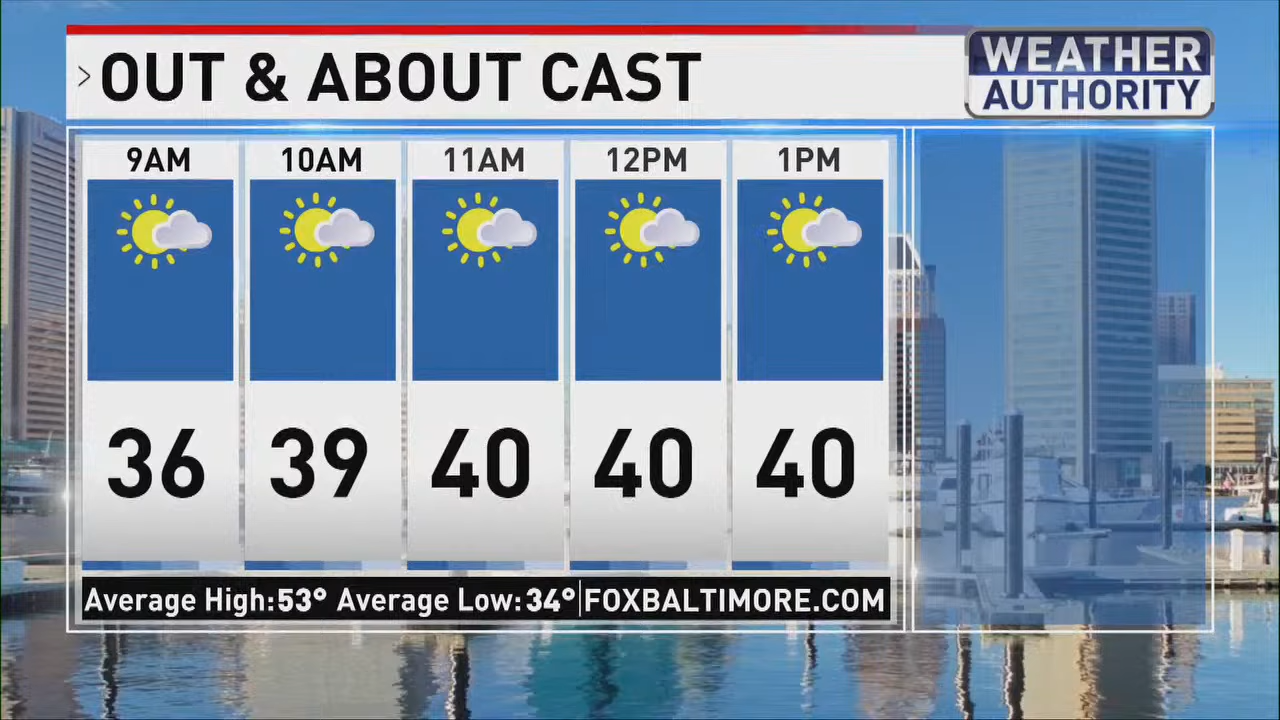 > OUT & ABOUT CAST
WEATHER
AUTHORITY
9AM 10AM 11AM 12PM 1PM
36 39 40 40 40
Average High:53° Average Low:34° FOXBALTIMORE.COM